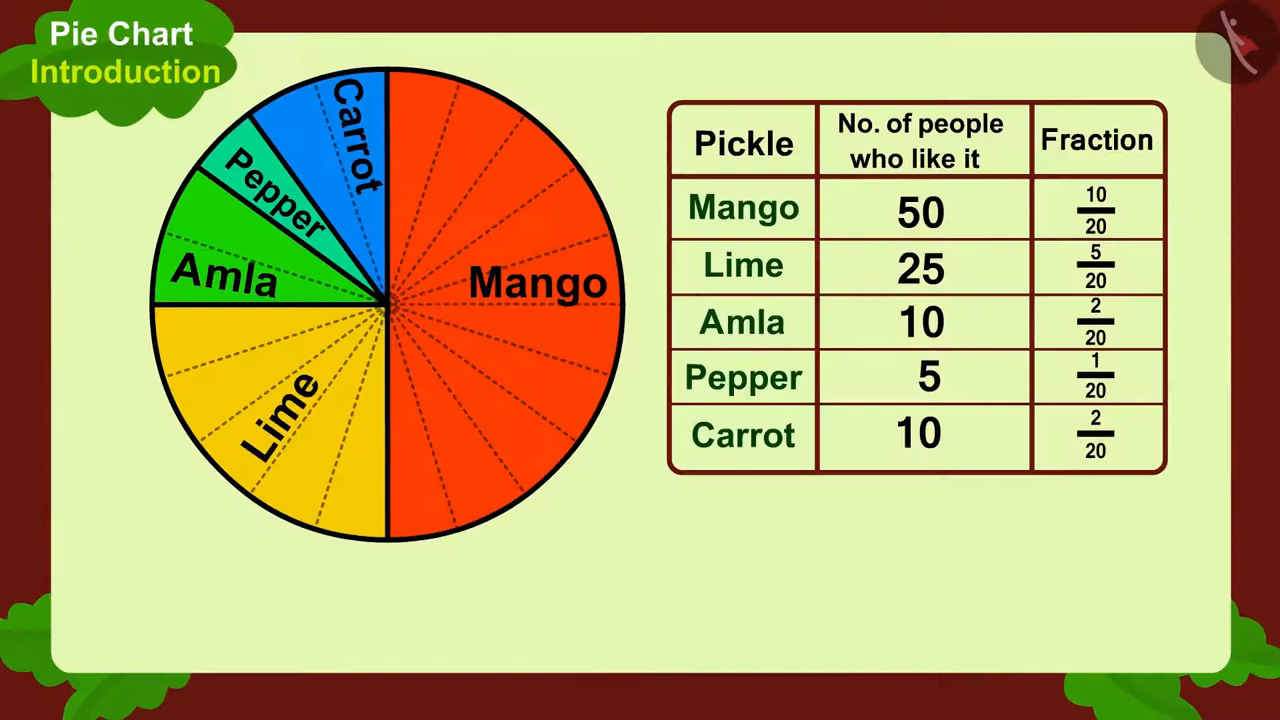 Pie Chart
Introduction
Carrot
Pepper
Amla
Mango
Lime
Pickle
No. of people
who like it
Fraction
Mango 50 10/20
Lime 25 5/20
Amla 10 2/20
Pepper 5 1/20
Carrot 10 2/20